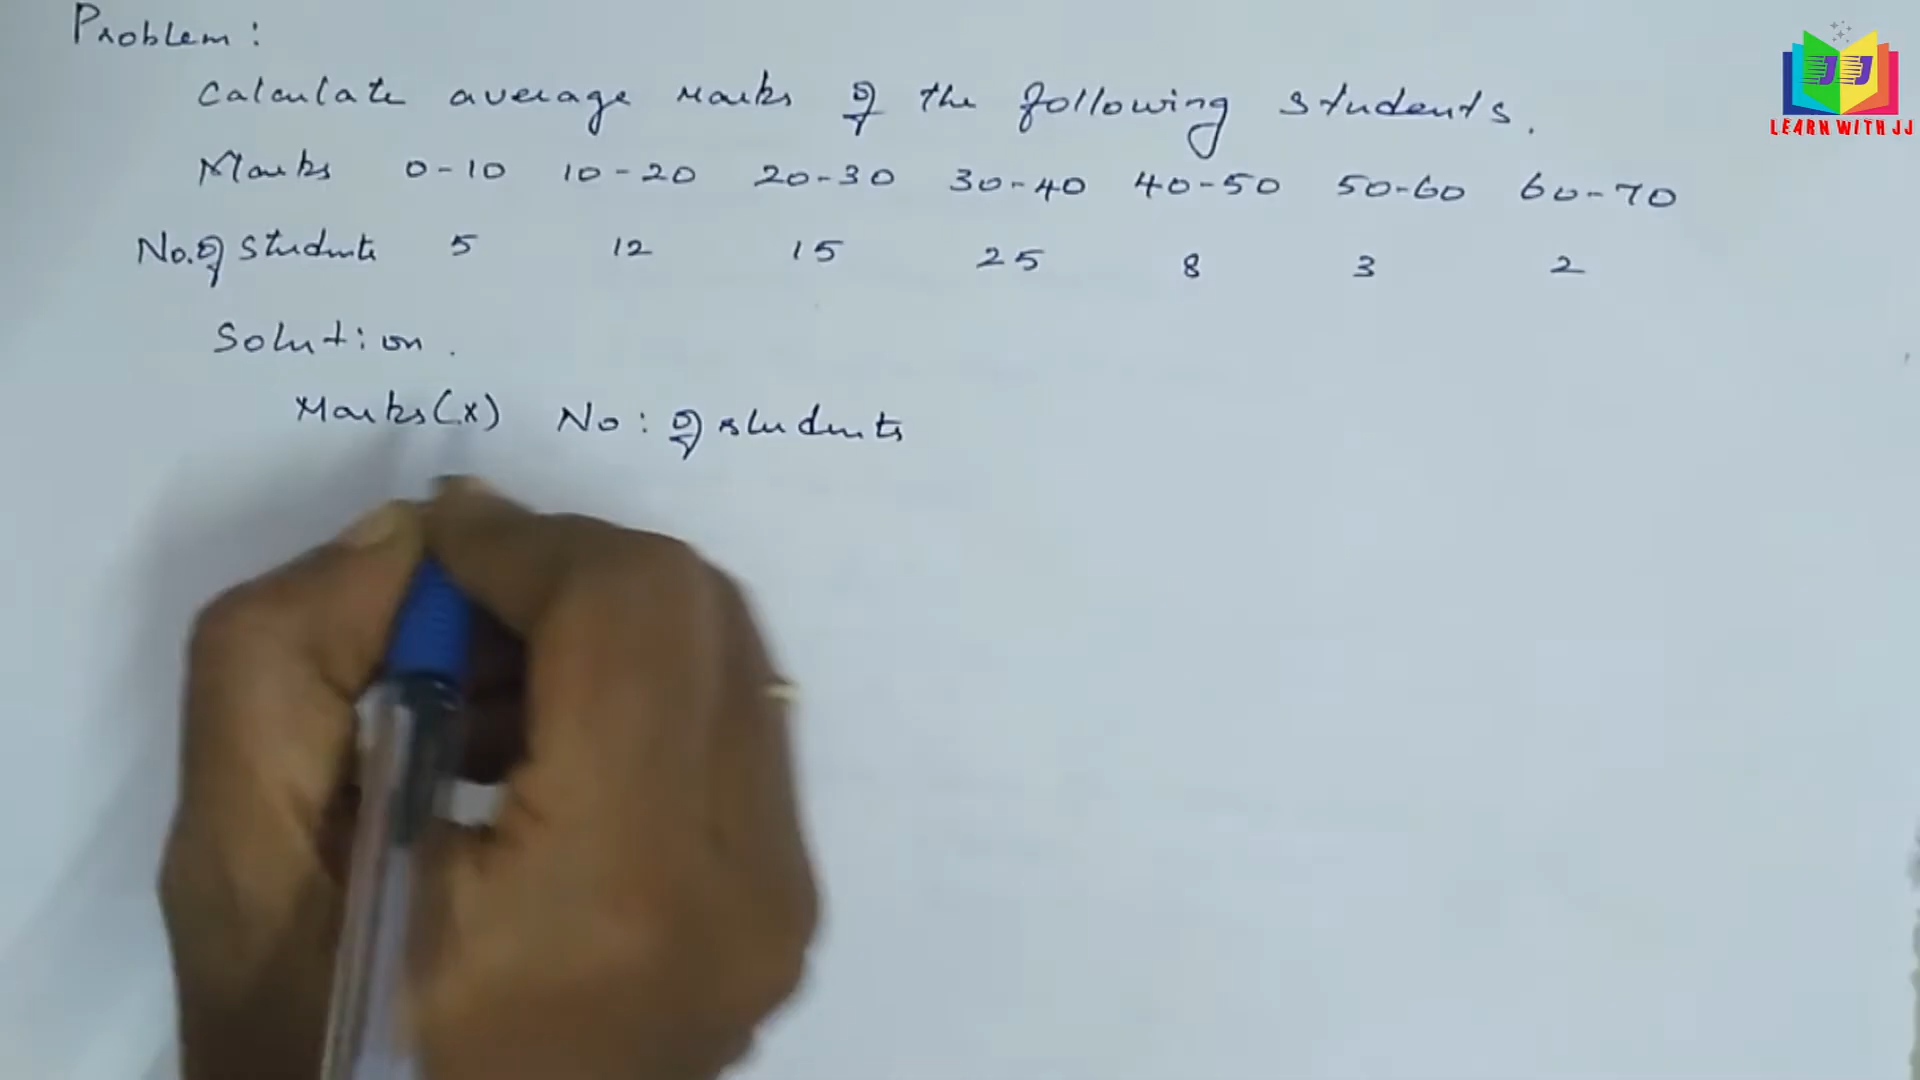 Problem:
Calculate average Marks of the following students.
Marks 0-10 10-20 20-30 30-40 40-50 50-60 60-70
No. of students 5 12 15 25 8 3 2
Solution.
Marks(x) No: of students
JJ
LEARN WITH JJ